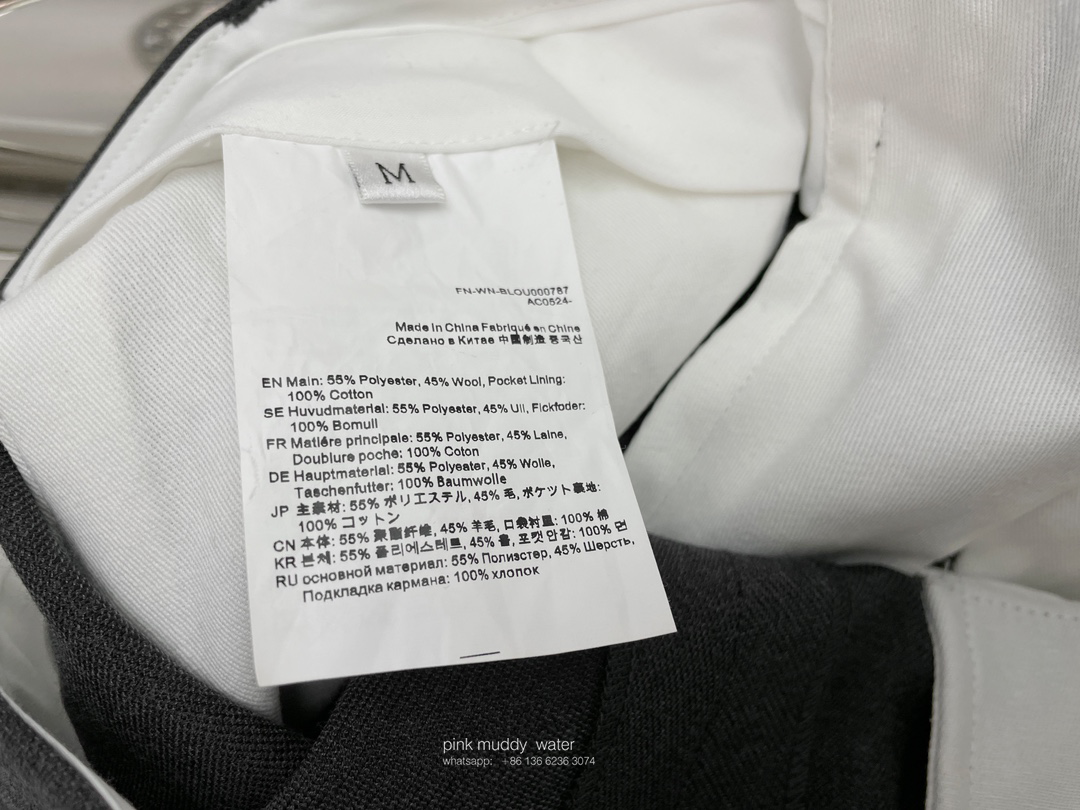 M
FN-WN-BLOU000787
AC0524-
Made in China Fabriqué en Chine
Сделано в Китае 中國制造 중국산
EN Main: 55% Polyester, 45% Wool, Pocket Lining:
100% Cotton
SE Huvudmaterial: 55% Polyester, 45% Ull, Fickfoder:
100% Bomull
FR Matiére principale: 55% Polyester, 45% Laine,
Doublure poche: 100% Coton
DE Hauptmaterial: 55% Polyeater, 45% Wolle,
Taschenfutter: 100% Baumwolle
JP 主素材: 55% ポリエステル, 45% 毛, ポケット裏地:
100% コットン
CN 本体: 55% 聚酯纤维, 45% 羊毛, 口袋衬里: 100% 棉
KR 본체: 55% 폴리에스테르, 45% 울, 포켓 안감: 100% 면
RU основной материал: 55% Полиэстер, 45% Шерсть,
Подкладка кармана: 100% хлопок
pink muddy water
whatsapp: +86 136 6236 3074